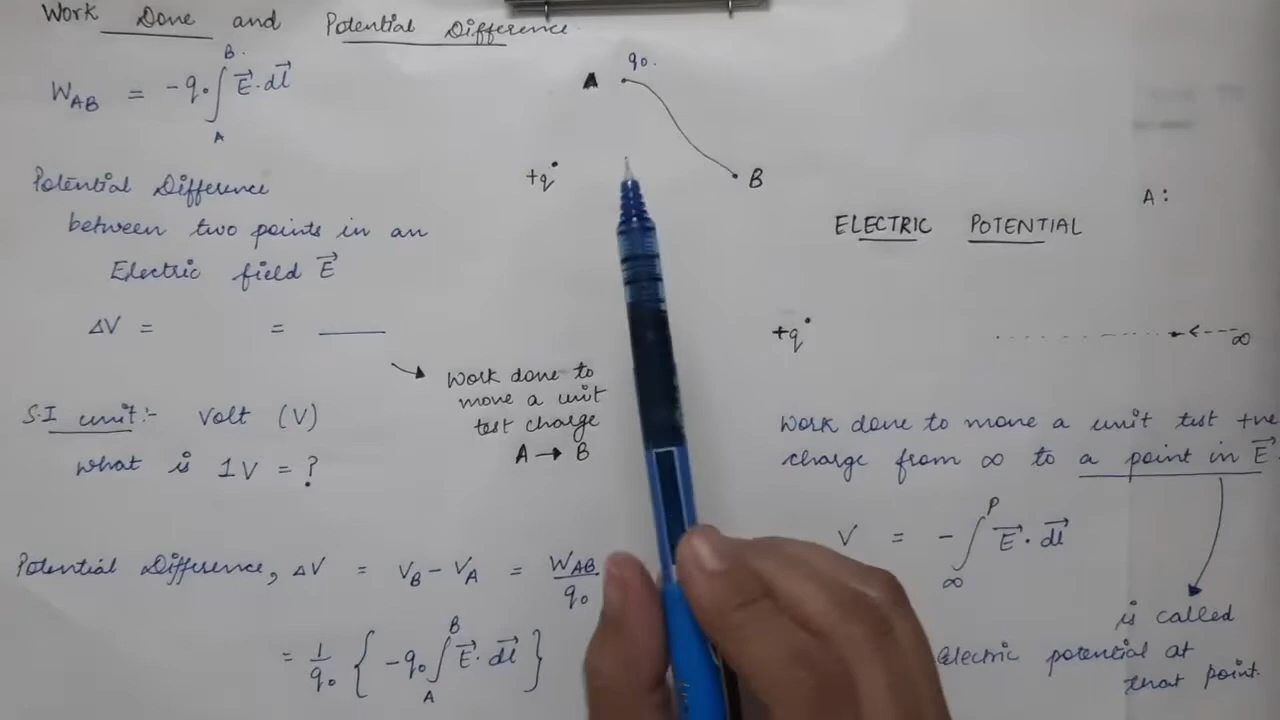 Work Done and Potential Difference
W_AB = -q₀ ∫_A^B E⃗ · dl⃗
q₀.
A
+q
B
Potential Difference
between two points in an
Electric field E⃗
ΔV = = ____
Work done to
move a unit
test charge
A → B
S.I unit:- Volt (V)
what is 1V = ?
Potential Difference, ΔV = V_B - V_A = W_AB / q₀
= 1/q₀ { -q₀ ∫_A^B E⃗ · dl⃗ }
A :
ELECTRIC POTENTIAL
+q ∞
Work done to move a unit test +ve
charge from ∞ to a point in E⃗
V = - ∫_∞^P E⃗ · dl⃗
is called
Electric potential at
that point.